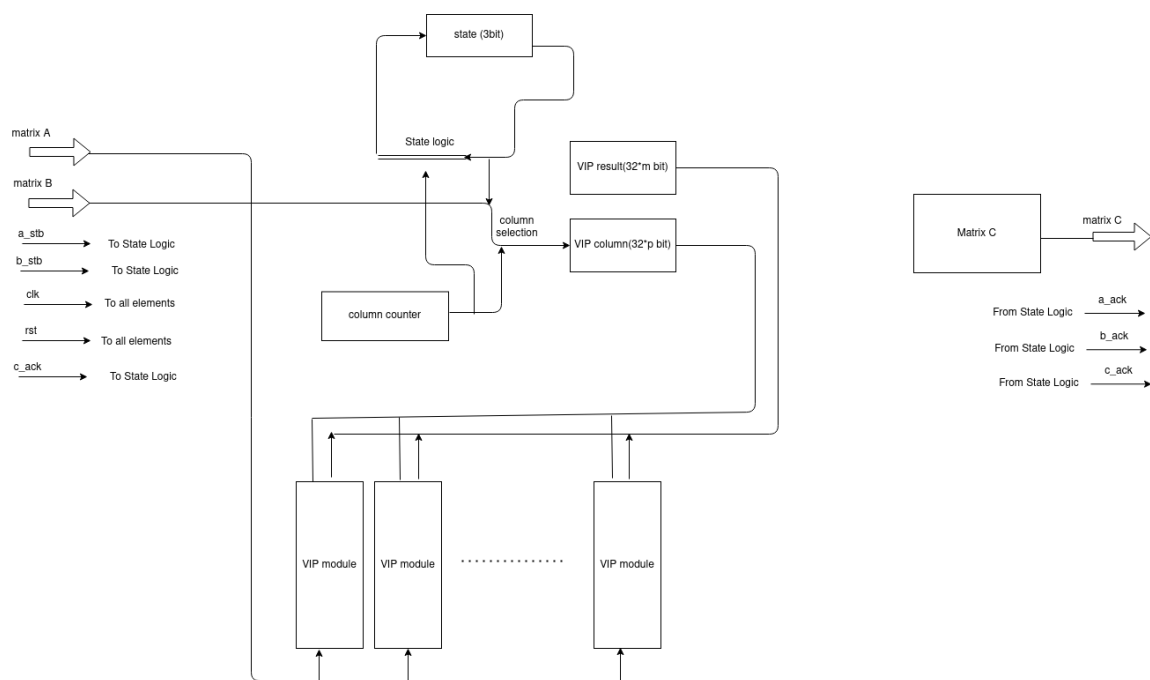 state (3bit)
matrix A
State logic
VIP result(32*m bit)
matrix B
column
selection
VIP column(32*p bit)
Matrix C
matrix C
a_stb
To State Logic
b_stb
To State Logic
clk
To all elements
column counter
rst
To all elements
c_ack
To State Logic
a_ack
From State Logic
b_ack
From State Logic
c_ack
From State Logic
VIP module
VIP module
VIP module